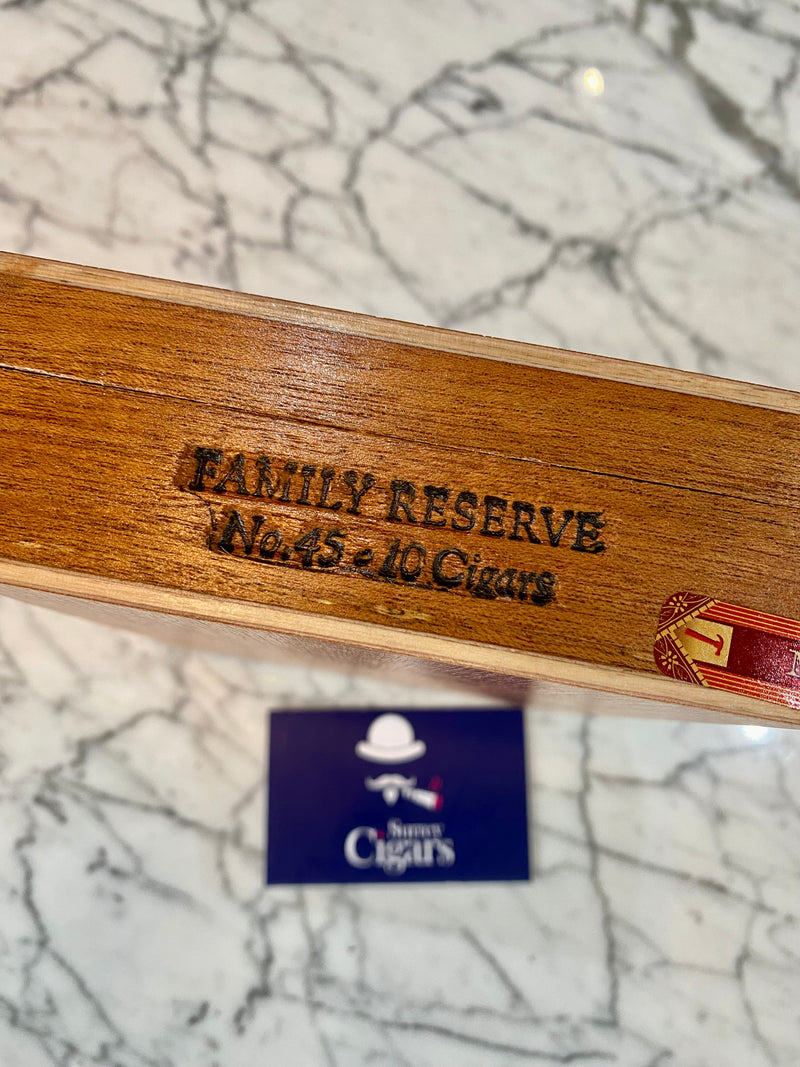 FAMILY RESERVE
No.45 • 10 Cigars
Surrey
Cigars